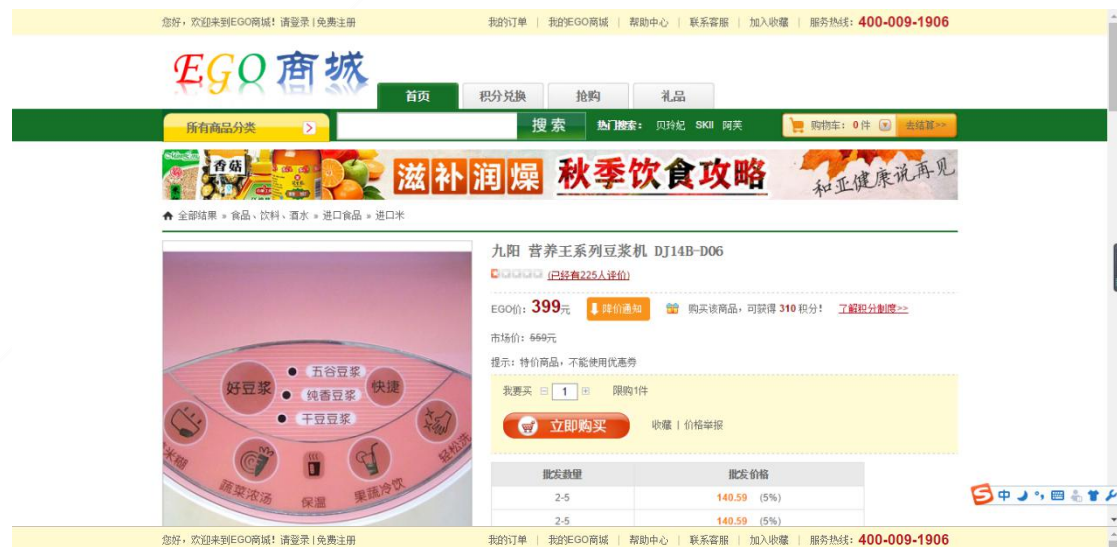 您好，欢迎来到EGO商城！请登录 | 免费注册
我的订单 | 我的EGO商城 | 帮助中心 | 联系客服 | 加入收藏 | 服务热线：400-009-1906
EGO 商城
首页 积分兑换 抢购 礼品
所有商品分类 搜索 热门搜索： 贝玲妃 SKII 阿芙 购物车：0件 去结算>>
香菇 滋补润燥 秋季饮食攻略 和亚健康说再见
全部结果 » 食品、饮料、酒水 » 进口食品 » 进口米
九阳 营养王系列豆浆机 DJ14B-D06
(已经有225人评价)
EGO价：399元 降价通知 购买该商品，可获得 310 积分！ 了解积分制度>>
市场价：559元
提示：特价商品，不能使用优惠券
我要买 1 限购1件
立即购买 收藏 | 价格举报
批发数量 批发价格
2-5 140.59 (5%)
2-5 140.59 (5%)
五谷豆浆
好豆浆 纯香豆浆 快捷
干豆豆浆
米糊 蔬菜浓汤 保温 果蔬冷饮 轻松洗
中
您好，欢迎来到EGO商城！请登录 | 免费注册
我的订单 | 我的EGO商城 | 帮助中心 | 联系客服 | 加入收藏 | 服务热线：400-009-1906